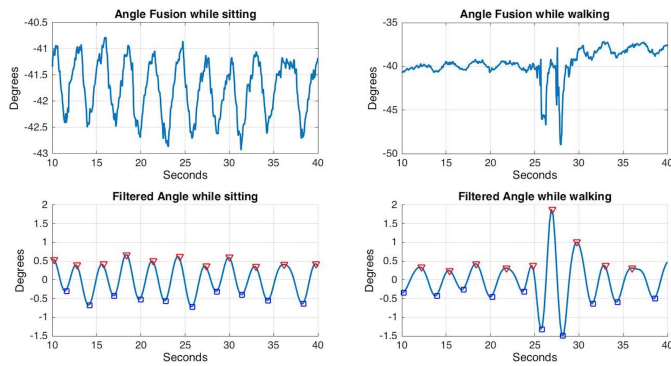 Angle Fusion while sitting
-41
-41.5
-42
-42.5
-43
Degrees
10 15 20 25 30 35 40
Seconds
Angle Fusion while walking
-35
-40
-45
-50
Degrees
10 15 20 25 30 35 40
Seconds
Filtered Angle while sitting
2
1.5
1
0.5
0
-0.5
-1
-1.5
Degrees
10 15 20 25 30 35 40
Seconds
Filtered Angle while walking
2
1.5
1
0.5
0
-0.5
-1
-1.5
Degrees
10 15 20 25 30 35 40
Seconds